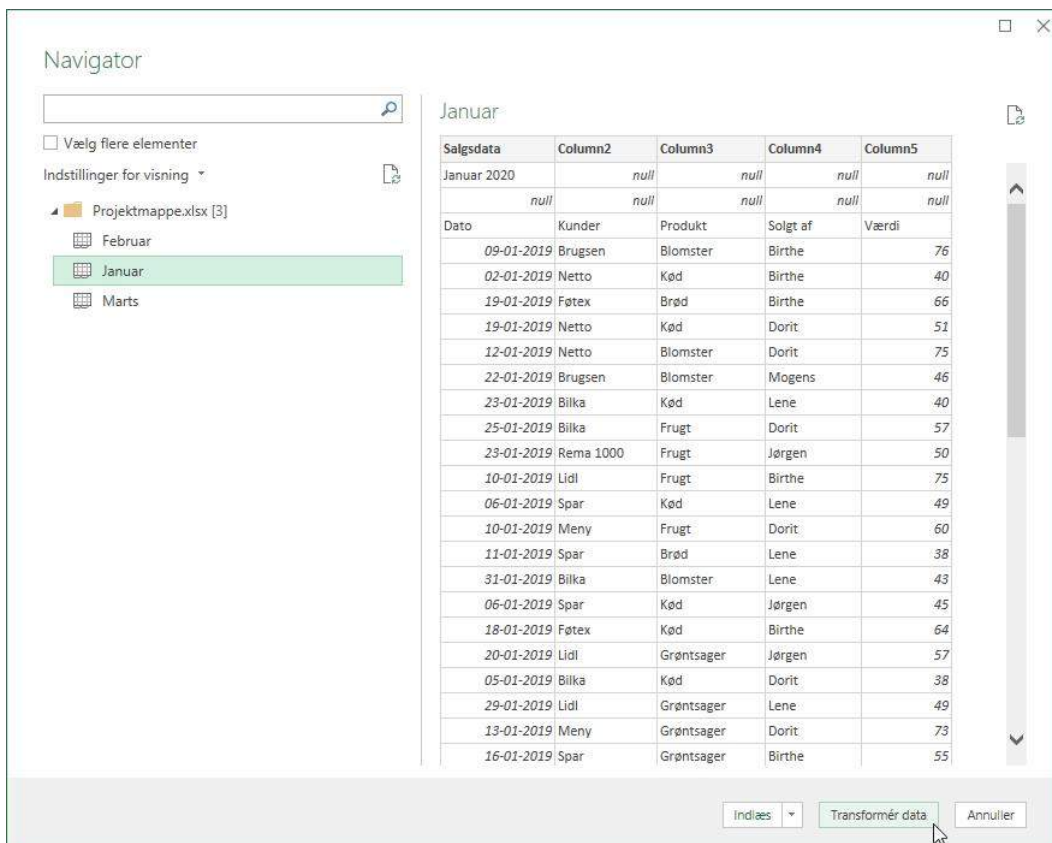 Navigator
Vælg flere elementer
Indstillinger for visning
Projektmappe.xlsx [3]
Februar
Januar
Marts
Januar
Salgsdata Column2 Column3 Column4 Column5
Januar 2020 null null null null
null null null null null
Dato Kunder Produkt Solgt af Værdi
09-01-2019 Brugsen Blomster Birthe 76
02-01-2019 Netto Kød Birthe 40
19-01-2019 Føtex Brød Birthe 66
19-01-2019 Netto Kød Dorit 51
12-01-2019 Netto Blomster Dorit 75
22-01-2019 Brugsen Blomster Mogens 46
23-01-2019 Bilka Kød Lene 40
25-01-2019 Bilka Frugt Dorit 57
23-01-2019 Rema 1000 Frugt Jørgen 50
10-01-2019 Lidl Frugt Birthe 75
06-01-2019 Spar Kød Lene 49
10-01-2019 Meny Frugt Dorit 60
11-01-2019 Spar Brød Lene 38
31-01-2019 Bilka Blomster Lene 43
06-01-2019 Spar Kød Jørgen 45
18-01-2019 Føtex Kød Birthe 64
20-01-2019 Lidl Grøntsager Jørgen 57
05-01-2019 Bilka Kød Dorit 38
29-01-2019 Lidl Grøntsager Lene 49
13-01-2019 Meny Grøntsager Dorit 73
16-01-2019 Spar Grøntsager Birthe 55
Indlæs Transformér data Annuller